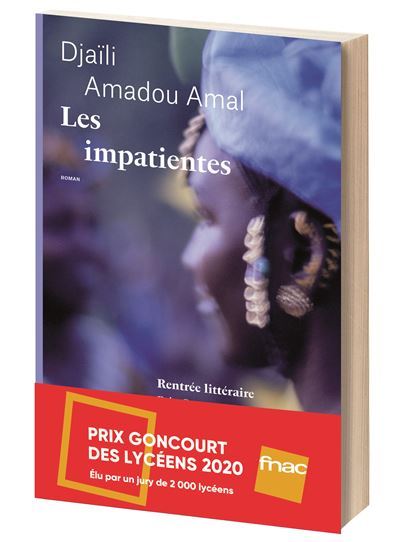 Djaïli
Amadou Amal
Les
impatientes
ROMAN
Rentrée littéraire
PRIX GONCOURT
DES LYCÉENS 2020
Élu par un jury de 2 000 lycéens
fnac